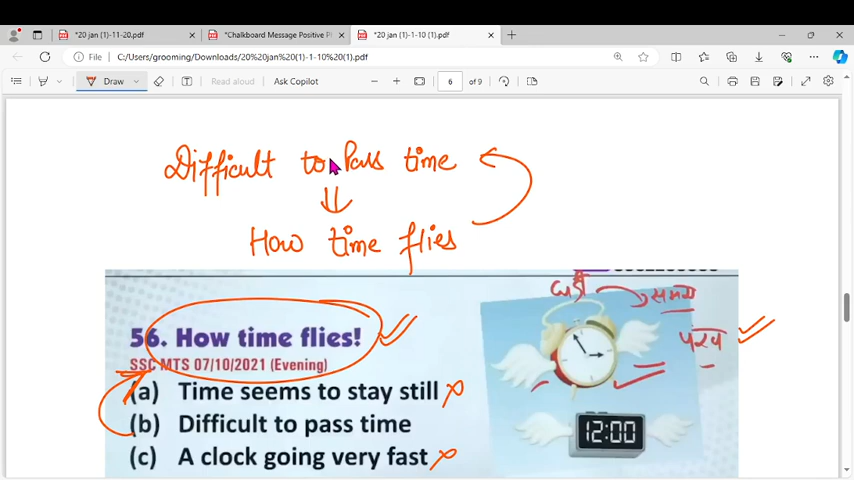 *20 jan (1)-11-20.pdf
*Chalkboard Message Positive P
*20 jan (1)-1-10 (1).pdf
File
C:/Users/grooming/Downloads/20%20jan%20(1)-1-10%20(1).pdf
Draw
Read aloud
Ask Copilot
6 of 9
Difficult to Pass time
How time flies
56. How time flies!
SSC MTS 07/10/2021 (Evening)
(a) Time seems to stay still
(b) Difficult to pass time
(c) A clock going very fast
12:00